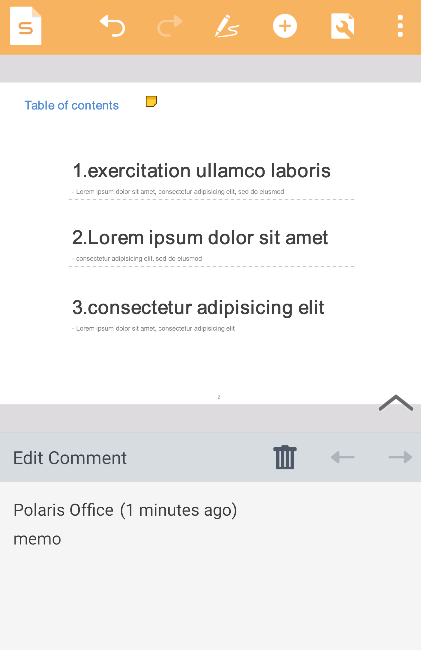 S
Table of contents
1.exercitation ullamco laboris
- Lorem ipsum dolor sit amet, consectetur adipisicing elit, sed do eiusmod
2.Lorem ipsum dolor sit amet
- consectetur adipisicing elit, sed do eiusmod
3.consectetur adipisicing elit
- Lorem ipsum dolor sit amet, consectetur adipisicing elit
2
Edit Comment
Polaris Office (1 minutes ago)
memo